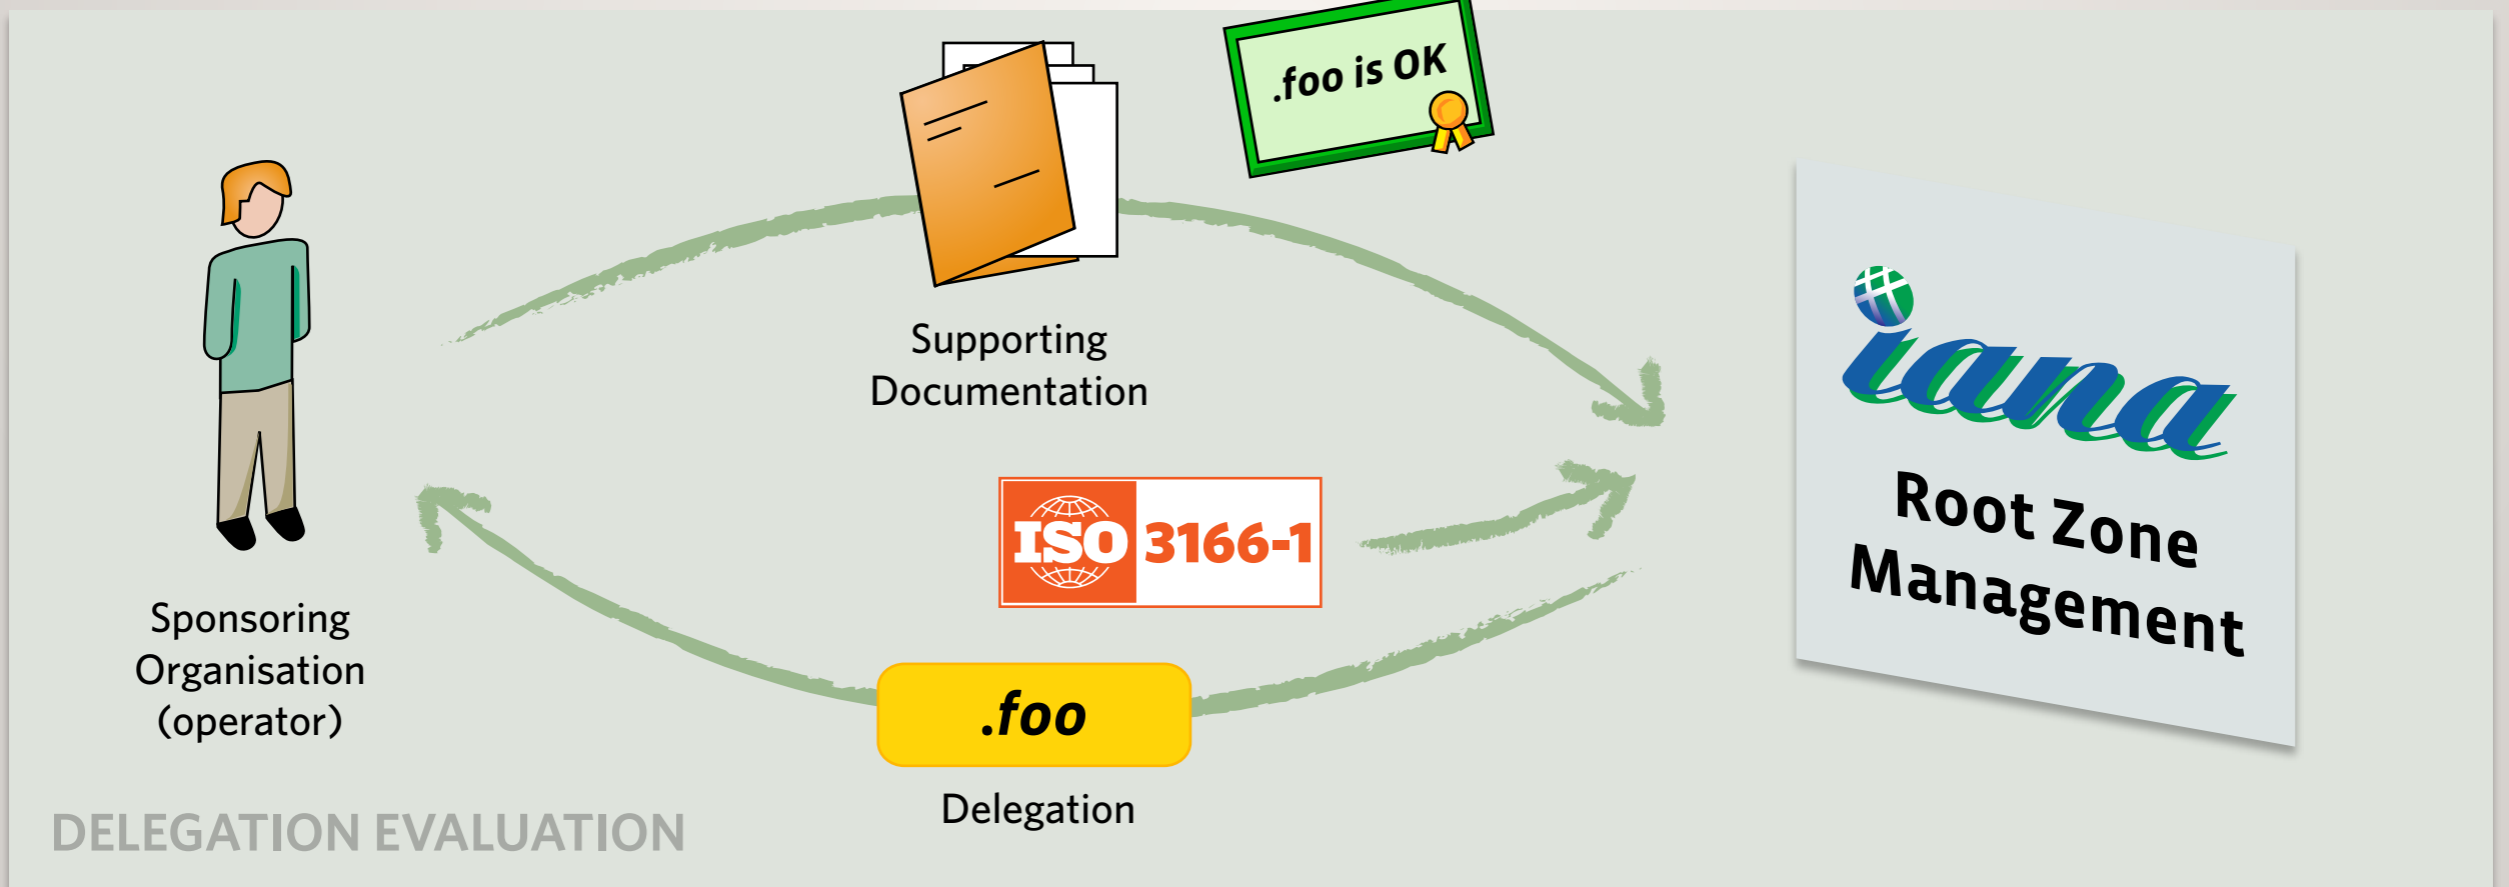 .foo is OK
Supporting
Documentation
iana
Root Zone
Management
ISO 3166-1
Sponsoring
Organisation
(operator)
.foo
Delegation
DELEGATION EVALUATION